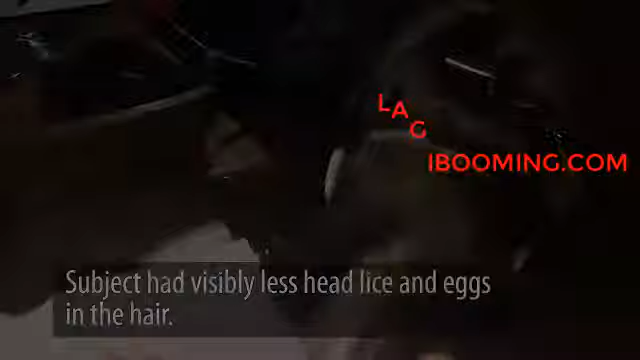 LAG
IBOOMING.COM
Subject had visibly less head lice and eggs
in the hair.